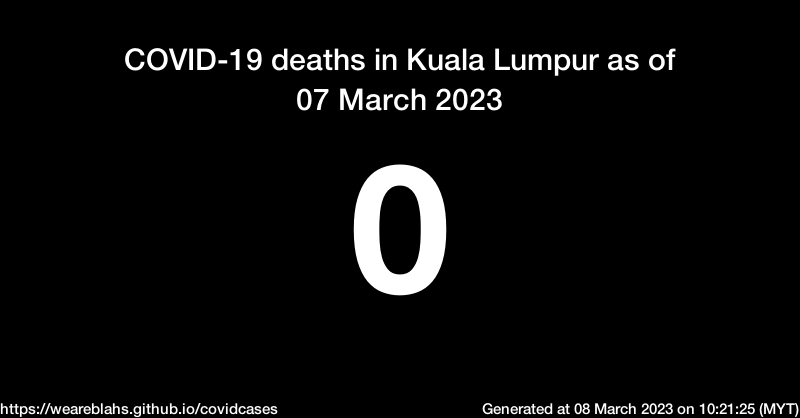 COVID-19 deaths in Kuala Lumpur as of
07 March 2023
0
https://weareblahs.github.io/covidcases
Generated at 08 March 2023 on 10:21:25 (MYT)